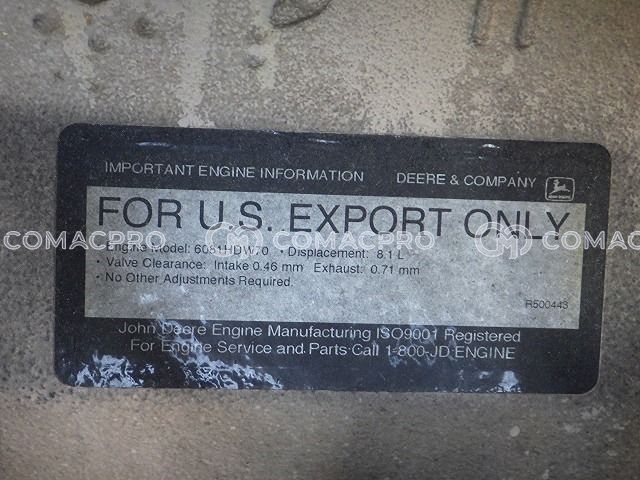 IMPORTANT ENGINE INFORMATION DEERE & COMPANY
FOR U.S. EXPORT ONLY
COMACPRO COMACPRO COMACPRO
• Engine Model: 6081HDW70 • Displacement: 8.1 L
• Valve Clearance: Intake 0.46 mm Exhaust: 0.71 mm
• No Other Adjustments Required.
R500443
John Deere Engine Manufacturing ISO9001 Registered
For Engine Service and Parts Call 1-800-JD ENGINE